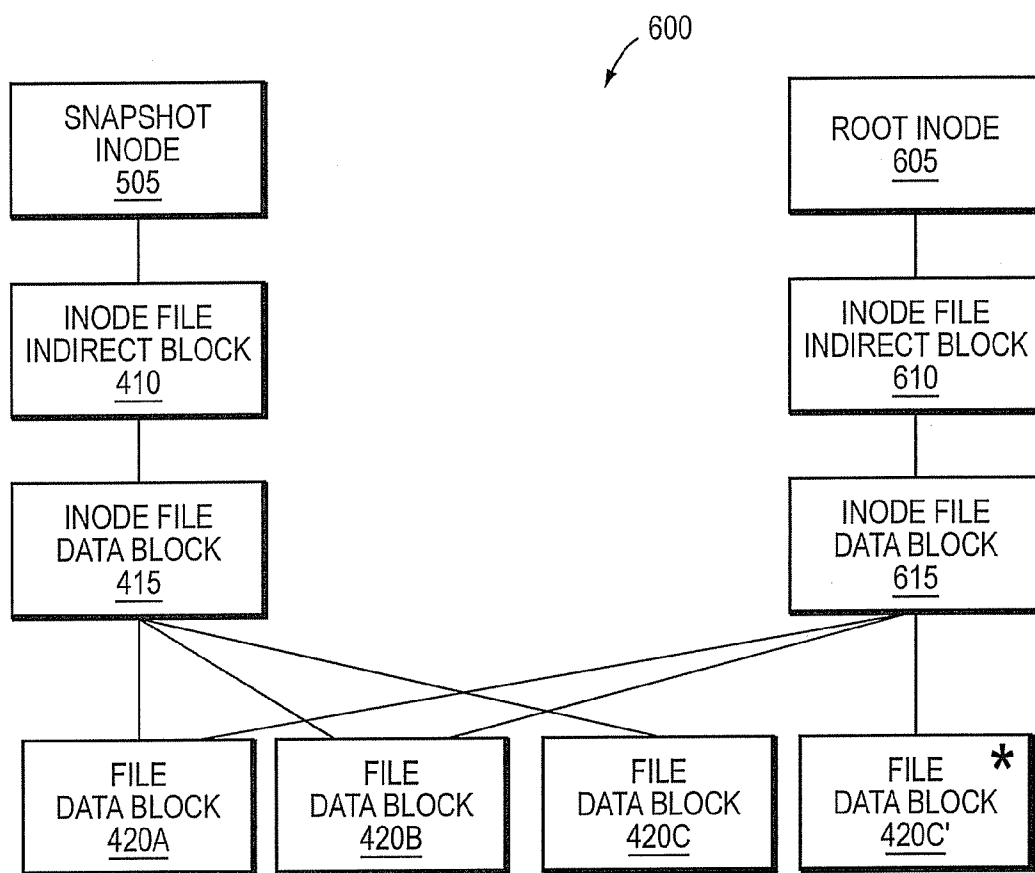 600
SNAPSHOT
INODE
505
ROOT INODE
605
INODE FILE
INDIRECT BLOCK
410
INODE FILE
INDIRECT BLOCK
610
INODE FILE
DATA BLOCK
415
INODE FILE
DATA BLOCK
615
FILE
DATA BLOCK
420A
FILE
DATA BLOCK
420B
FILE
DATA BLOCK
420C
FILE *
DATA BLOCK
420C'